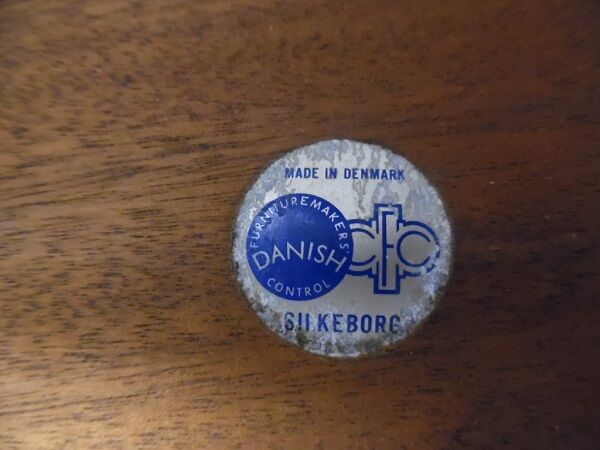 MADE IN DENMARK
FURNITUREMAKERS'
DANISH
CONTROL
CFC
SILKEBORG